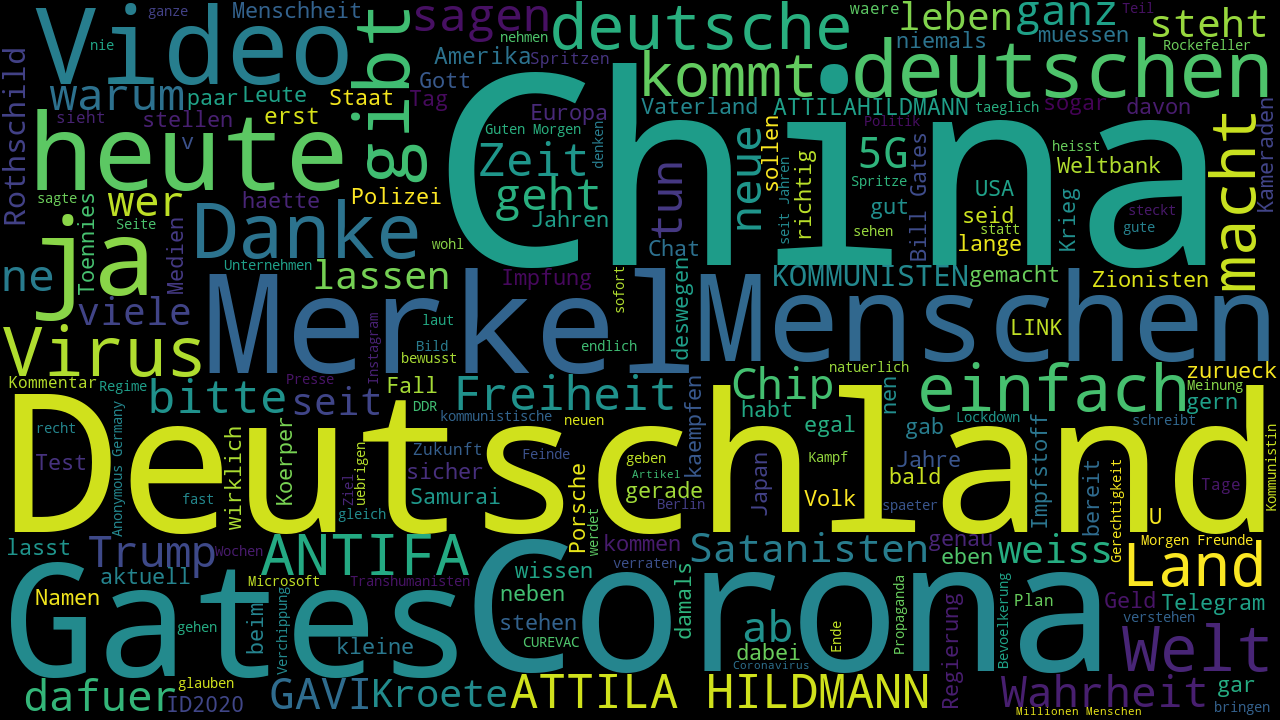 ganze Menschheit sagen nehmen deutsche waere leben ganz Teil steht
Video nie gibt Amerika Spritzen niemals muessen Rockefeller
Rothschild warum paar Leute Staat Gott Tag kommt deutschen
sieht stellen erst Europa Vaterland ATTILAHILDMANN taeglich sogar davon Kameraden
heute v Guten Morgen denken China Politik heisst macht
sagte wer haette Polizei Zeit tun neue sollen 5G Spritze Weltbank
Seite Danke geht Jahren seit Jahren richtig gut Bill Gates USA Krieg steckt
ja Toennies Medien wohl Chat sehen seid statt lange gute
ne Unternehmen lassen Impfung sofort deswegen KOMMUNISTEN gemacht Zionisten
viele Merkel Menschen LINK
Virus Instagram laut Bild bewusst endlich natuerlich zurueck
Kommentar Regime Presse Fall Freiheit Chip nen einfach Meinung
bitte seit DDR kommunistische neuen kaempfen habt egal gab Lockdown gern schreibt
recht Anonymous Germany Deutschland Kommunistin
Test wirklich Koerper Ziel uebrigen Zukunft Feinde geben Kampf Jahre Impfstoff Tage
sicher Artikel gerade Japan bald bereit Gerechtigkeit
fast gleich Samurai Porsche werdet Berlin Volk spaeter U
lasst Trump Wochen ANTIFA kommen Satanisten genau eben weiss Morgen Freunde
aktuell Microsoft Transhumanisten wissen verraten damals Land
Namen Gates beim Verchippung neben Corona Propaganda Bevoelkerung Plan Geld Telegram
gehen kleine stehen CUREVAC ab dabei Ende Regierung verstehen Welt
glauben Coronavirus
dafuer ID2020 GAVI Kroete ATTILA HILDMANN Wahrheit gar bringen
Millionen Menschen